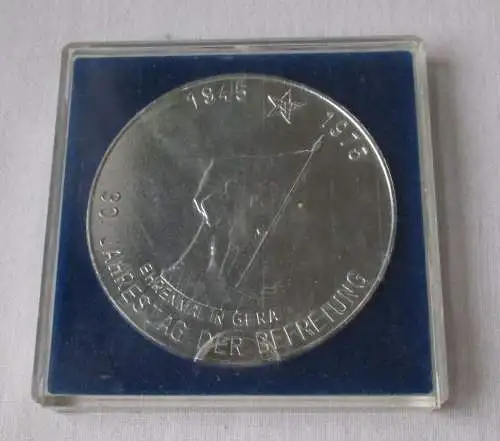 1945 1975
30. JAHRESTAG DER BEFREIUNG
EHRENMAL IN GERA